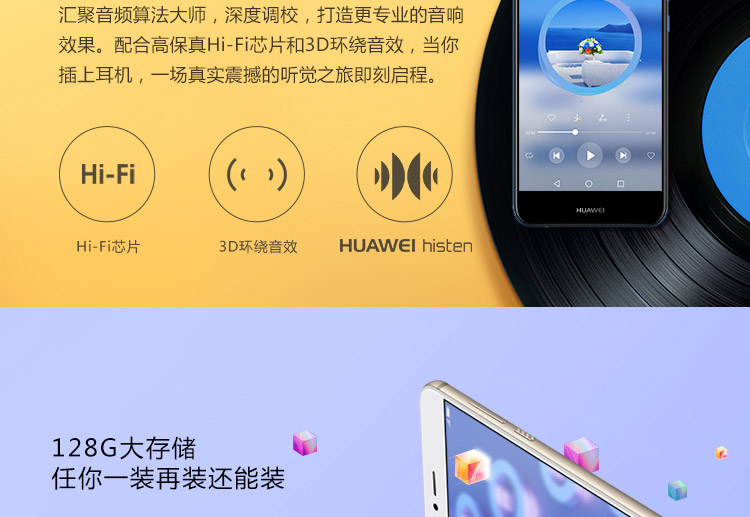 汇聚音频算法大师，深度调校，打造更专业的音响
效果。配合高保真Hi-Fi芯片和3D环绕音效，当你
插上耳机，一场真实震撼的听觉之旅即刻启程。
Hi-Fi
Hi-Fi芯片
3D环绕音效
HUAWEI histen
HUAWEI
128G大存储
任你一装再装还能装